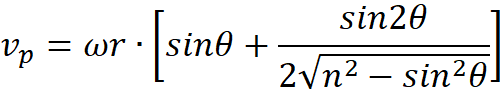 v_p = ωr · [sinθ + sin2θ / 2√(n² − sin²θ)]